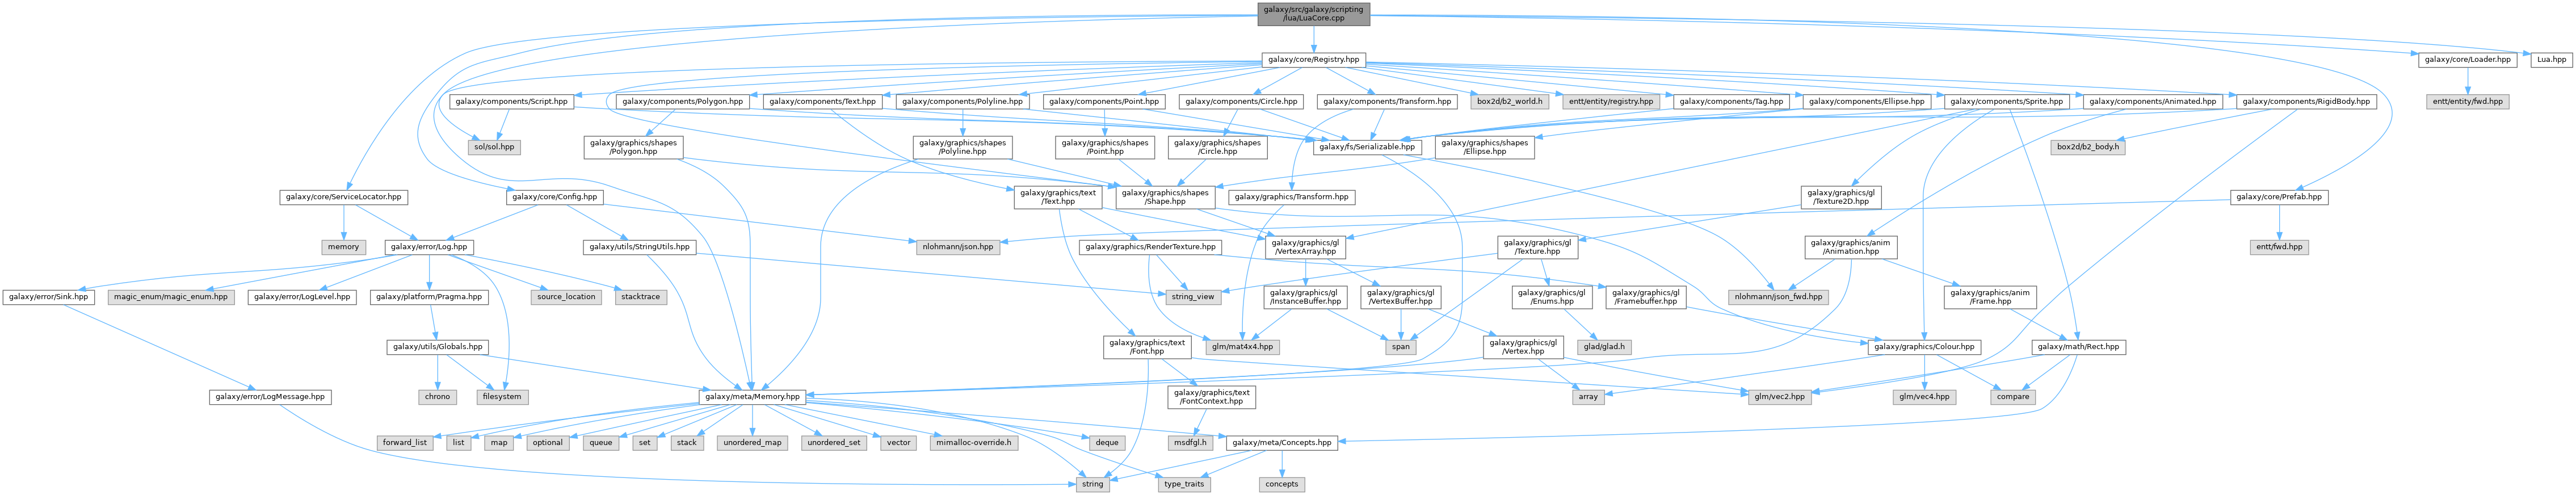 galaxy/src/galaxy/scripting
/lua/LuaCore.cpp
galaxy/core/Registry.hpp
galaxy/core/Loader.hpp
Lua.hpp
galaxy/components/Script.hpp
galaxy/components/Polygon.hpp
galaxy/components/Text.hpp
galaxy/components/Polyline.hpp
galaxy/components/Point.hpp
galaxy/components/Circle.hpp
galaxy/components/Transform.hpp
box2d/b2_world.h
entt/entity/registry.hpp
galaxy/components/Tag.hpp
galaxy/components/Ellipse.hpp
galaxy/components/Sprite.hpp
galaxy/components/Animated.hpp
galaxy/components/RigidBody.hpp
entt/entity/fwd.hpp
sol/sol.hpp
galaxy/graphics/shapes
/Polygon.hpp
galaxy/graphics/shapes
/Polyline.hpp
galaxy/graphics/shapes
/Point.hpp
galaxy/graphics/shapes
/Circle.hpp
galaxy/fs/Serializable.hpp
galaxy/graphics/shapes
/Ellipse.hpp
box2d/b2_body.h
galaxy/core/ServiceLocator.hpp
galaxy/core/Config.hpp
galaxy/graphics/text
/Text.hpp
galaxy/graphics/shapes
/Shape.hpp
galaxy/graphics/Transform.hpp
galaxy/graphics/gl
/Texture2D.hpp
galaxy/core/Prefab.hpp
memory
galaxy/error/Log.hpp
galaxy/utils/StringUtils.hpp
nlohmann/json.hpp
galaxy/graphics/RenderTexture.hpp
galaxy/graphics/gl
/VertexArray.hpp
galaxy/graphics/gl
/Texture.hpp
galaxy/graphics/anim
/Animation.hpp
entt/fwd.hpp
galaxy/error/Sink.hpp
magic_enum/magic_enum.hpp
galaxy/error/LogLevel.hpp
galaxy/platform/Pragma.hpp
source_location
stacktrace
string_view
galaxy/graphics/gl
/InstanceBuffer.hpp
galaxy/graphics/gl
/VertexBuffer.hpp
galaxy/graphics/gl
/Enums.hpp
galaxy/graphics/gl
/Framebuffer.hpp
nlohmann/json_fwd.hpp
galaxy/graphics/anim
/Frame.hpp
galaxy/utils/Globals.hpp
galaxy/graphics/text
/Font.hpp
glm/mat4x4.hpp
span
galaxy/graphics/gl
/Vertex.hpp
glad/glad.h
galaxy/graphics/Colour.hpp
galaxy/math/Rect.hpp
galaxy/error/LogMessage.hpp
chrono
filesystem
galaxy/meta/Memory.hpp
galaxy/graphics/text
/FontContext.hpp
array
glm/vec2.hpp
glm/vec4.hpp
compare
forward_list
list
map
optional
queue
set
stack
unordered_map
unordered_set
vector
mimalloc-override.h
deque
msdfgl.h
galaxy/meta/Concepts.hpp
string
type_traits
concepts